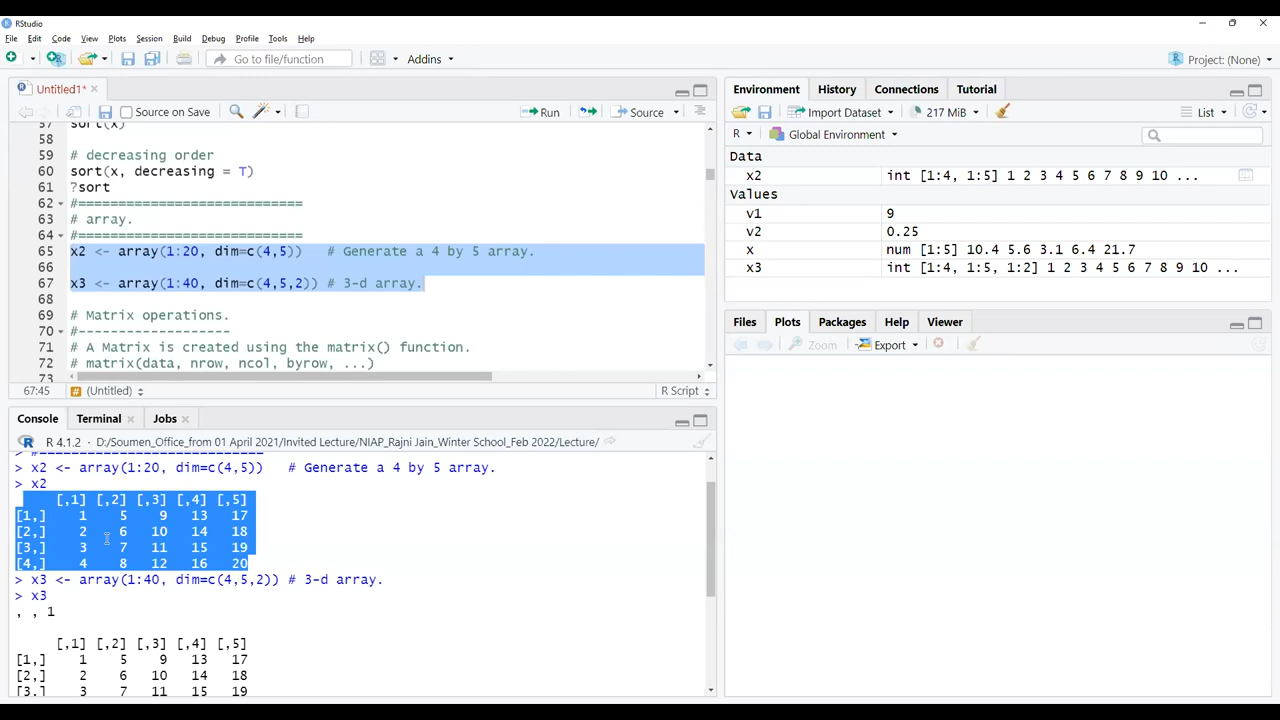 RStudio
File Edit Code View Plots Session Build Debug Profile Tools Help
Go to file/function Addins Project: (None)
Untitled1*
Source on Save Run Source
57 sort(x)
58
59 # decreasing order
60 sort(x, decreasing = T)
61 ?sort
62 #============================
63 # array.
64 #============================
65 x2 <- array(1:20, dim=c(4,5)) # Generate a 4 by 5 array.
66
67 x3 <- array(1:40, dim=c(4,5,2)) # 3-d array.
68
69 # Matrix operations.
70 #-------------------
71 # A Matrix is created using the matrix() function.
72 # matrix(data, nrow, ncol, byrow, ...)
73
67:45 # (Untitled) R Script
Console Terminal Jobs
R 4.1.2 · D:/Soumen_Office_from 01 April 2021/Invited Lecture/NIAP_Rajni Jain_Winter School_Feb 2022/Lecture/
> x2 <- array(1:20, dim=c(4,5)) # Generate a 4 by 5 array.
> x2
[,1] [,2] [,3] [,4] [,5]
[1,] 1 5 9 13 17
[2,] 2 6 10 14 18
[3,] 3 7 11 15 19
[4,] 4 8 12 16 20
> x3 <- array(1:40, dim=c(4,5,2)) # 3-d array.
> x3
, , 1
[,1] [,2] [,3] [,4] [,5]
[1,] 1 5 9 13 17
[2,] 2 6 10 14 18
[3,] 3 7 11 15 19
Environment History Connections Tutorial
Import Dataset 217 MiB List
R Global Environment
Data
x2 int [1:4, 1:5] 1 2 3 4 5 6 7 8 9 10 ...
Values
v1 9
v2 0.25
x num [1:5] 10.4 5.6 3.1 6.4 21.7
x3 int [1:4, 1:5, 1:2] 1 2 3 4 5 6 7 8 9 10 ...
Files Plots Packages Help Viewer
Zoom Export